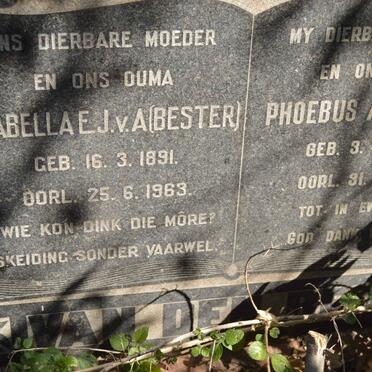 NS DIERBARE MOEDER
EN ONS OUMA
ABELLA E.J.v.A(BESTER)
GEB. 16. 3. 1891.
OORL. 25. 6. 1963.
WIE KON DINK DIE MÔRE?
SKEIDING SONDER VAARWEL.
MY DIERB
EN ON
PHOEBUS
GEB. 3.
OORL. 31.
TOT IN EW
GOD DANK
VAN DE